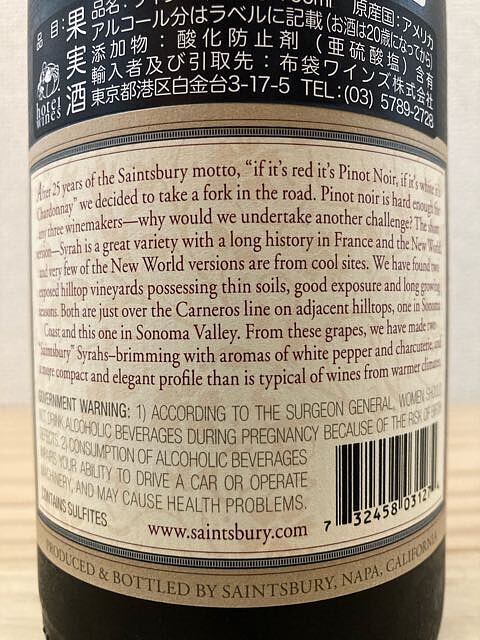 品目:果実酒
原産国:アメリカ
アルコール分はラベルに記載 (お酒は20歳になってから)
添加物:酸化防止剤(亜硫酸塩)含有
輸入者及び引取先:布袋ワインズ株式会社
東京都港区白金台3-17-5 TEL:(03) 5789-2728
hotei
wines
After 25 years of the Saintsbury motto, "if it's red it's Pinot Noir, if it's white it's
Chardonnay" we decided to take a fork in the road. Pinot noir is hard enough for
any three winemakers—why would we undertake another challenge? The short
version—Syrah is a great variety with a long history in France and the New World
and very few of the New World versions are from cool sites. We have found two
exposed hilltop vineyards possessing thin soils, good exposure and long growing
seasons. Both are just over the Carneros line on adjacent hilltops, one in Sonoma
Coast and this one in Sonoma Valley. From these grapes, we have made two
"Saintsbury" Syrahs–brimming with aromas of white pepper and charcuterie, and
a more compact and elegant profile than is typical of wines from warmer climates.
GOVERNMENT WARNING: 1) ACCORDING TO THE SURGEON GENERAL, WOMEN SHOULD
NOT DRINK ALCOHOLIC BEVERAGES DURING PREGNANCY BECAUSE OF THE RISK OF BIRTH
DEFECTS. 2) CONSUMPTION OF ALCOHOLIC BEVERAGES
IMPAIRS YOUR ABILITY TO DRIVE A CAR OR OPERATE
MACHINERY, AND MAY CAUSE HEALTH PROBLEMS.
CONTAINS SULFITES
www.saintsbury.com
7 32458 03127
PRODUCED & BOTTLED BY SAINTSBURY, NAPA, CALIFORNIA